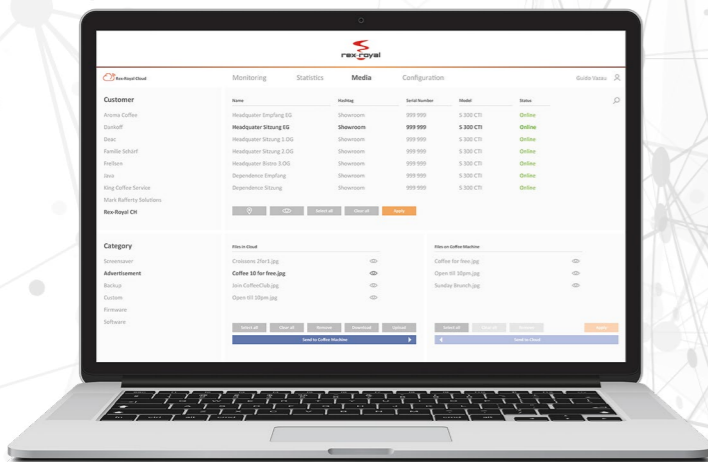 rex-royal
Rex-Royal Cloud
Monitoring Statistics Media Configuration
Customer
Aroma Coffee
Dankoff
Deac
Familie Schärf
Java
King Coffee Service
Mark Rafferty Solutions
Rex-Royal CH
Name Hashtag Serial Number Model Status
Headquater Empfang EG Showroom 999 999 S 300 CTI Online
Headquater Sitzung EG Showroom 999 999 S 300 CTI Online
Headquater Sitzung 1.OG Showroom 999 999 S 300 CTI Online
Headquater Sitzung 2.OG Showroom 999 999 S 300 CTI Online
Headquater Bistro 3.OG Showroom 999 999 S 300 CTI Online
Dependence Empfang Showroom 999 999 S 300 CTI Online
Dependence Sitzung Showroom 999 999 S 300 CTI Online
Select all Clear all Apply
Category
Screensaver
Advertisement
Backup
Custom
Firmware
Software
Files in Cloud
Croissons 2for1.jpg
Coffee 10 for free.jpg
Join CoffeeClub.jpg
Open till 10pm.jpg
Select all Clear all Remove Download Upload
Send to Coffee Machine
Files on Coffee Machine
Coffee for free.jpg
Open till 10pm.jpg
Sunday Brunch.jpg
Select all Clear all Remove Apply
Send to Cloud